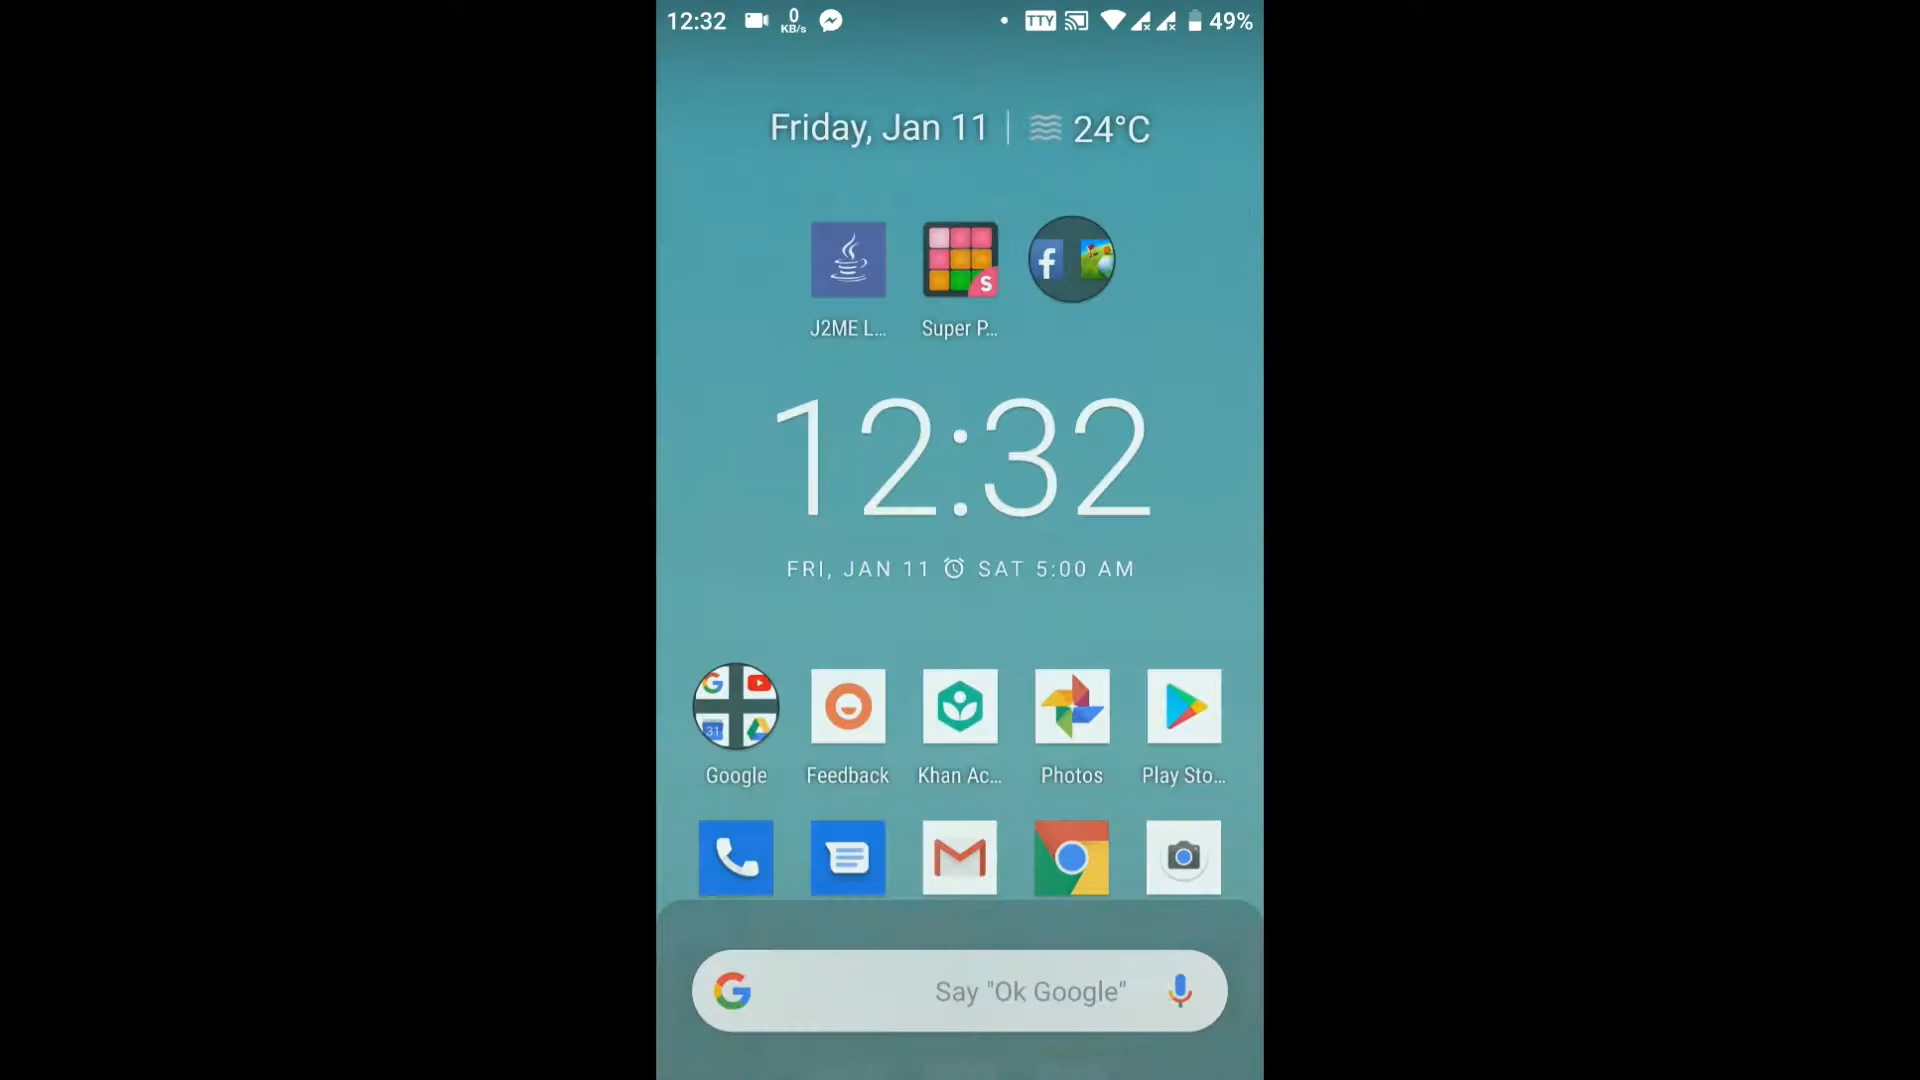 12:32 0 KB/s TTY 49%
Friday, Jan 11 24°C
J2ME L... Super P...
12:32
FRI, JAN 11 SAT 5:00 AM
31
Google Feedback Khan Ac... Photos Play Sto...
Say "Ok Google"